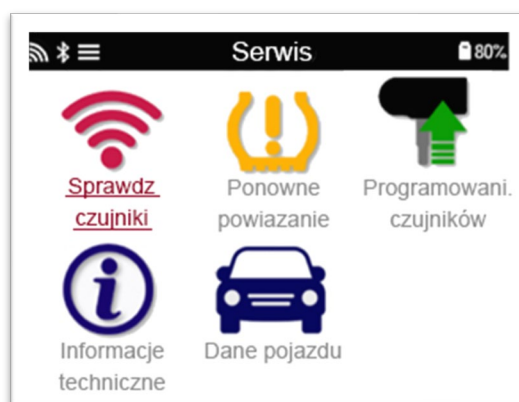 Serwis
80%
Sprawdz
czujniki
Ponowne
powiazanie
Programowani.
czujników
Informacje
techniczne
Dane pojazdu